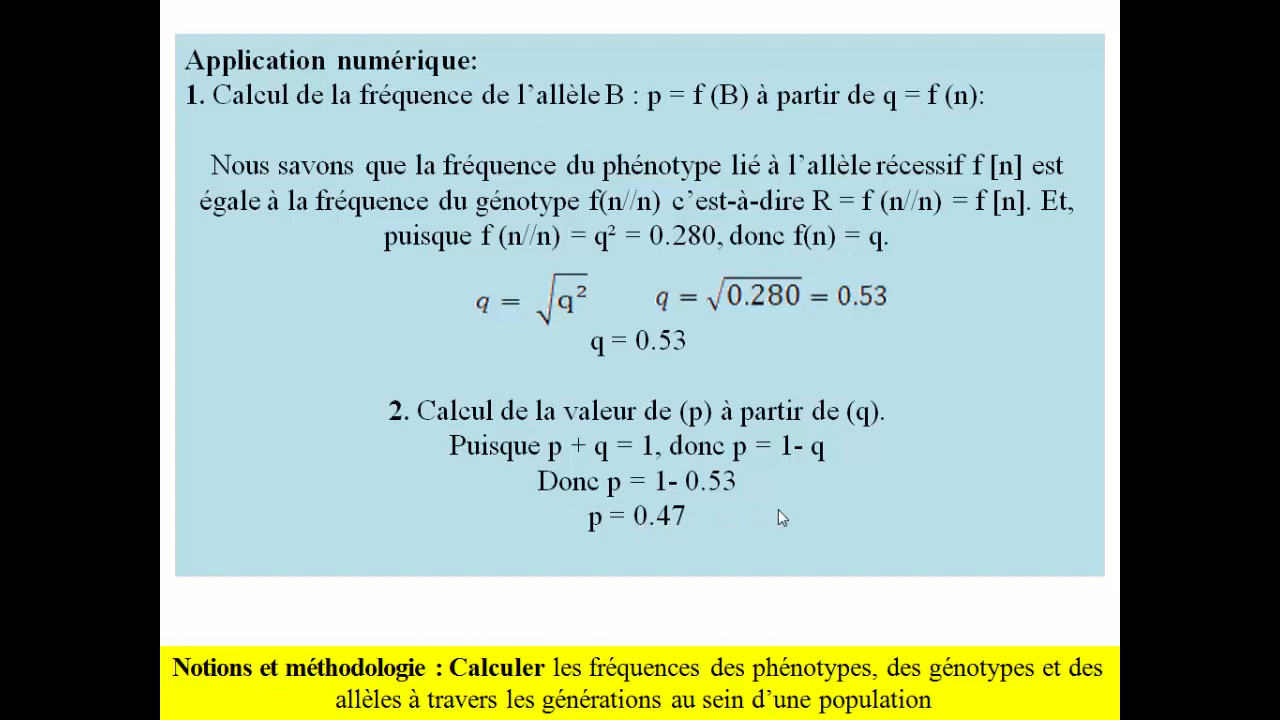 Application numérique:
1. Calcul de la fréquence de l’allèle B : p = f (B) à partir de q = f (n):
Nous savons que la fréquence du phénotype lié à l’allèle récessif f [n] est
égale à la fréquence du génotype f(n//n) c’est-à-dire R = f (n//n) = f [n]. Et,
puisque f (n//n) = q² = 0.280, donc f(n) = q.
q = √q² q = √0.280 = 0.53
q = 0.53
2. Calcul de la valeur de (p) à partir de (q).
Puisque p + q = 1, donc p = 1- q
Donc p = 1- 0.53
p = 0.47
Notions et méthodologie : Calculer les fréquences des phénotypes, des génotypes et des
allèles à travers les générations au sein d’une population